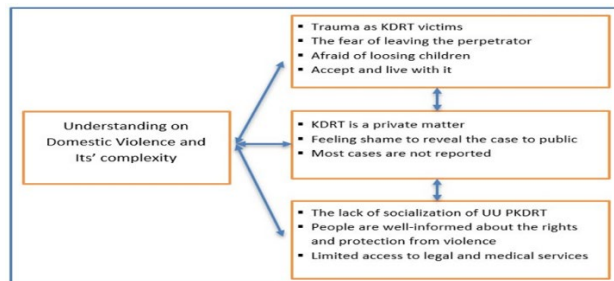 ▪ Trauma as KDRT victims
▪ The fear of leaving the perpetrator
▪ Afraid of loosing children
▪ Accept and live with it
Understanding on
Domestic Violence and
Its' complexity
▪ KDRT is a private matter
▪ Feeling shame to reveal the case to public
▪ Most cases are not reported
▪ The lack of socialization of UU PKDRT
▪ People are well-informed about the rights
and protection from violence
▪ Limited access to legal and medical services